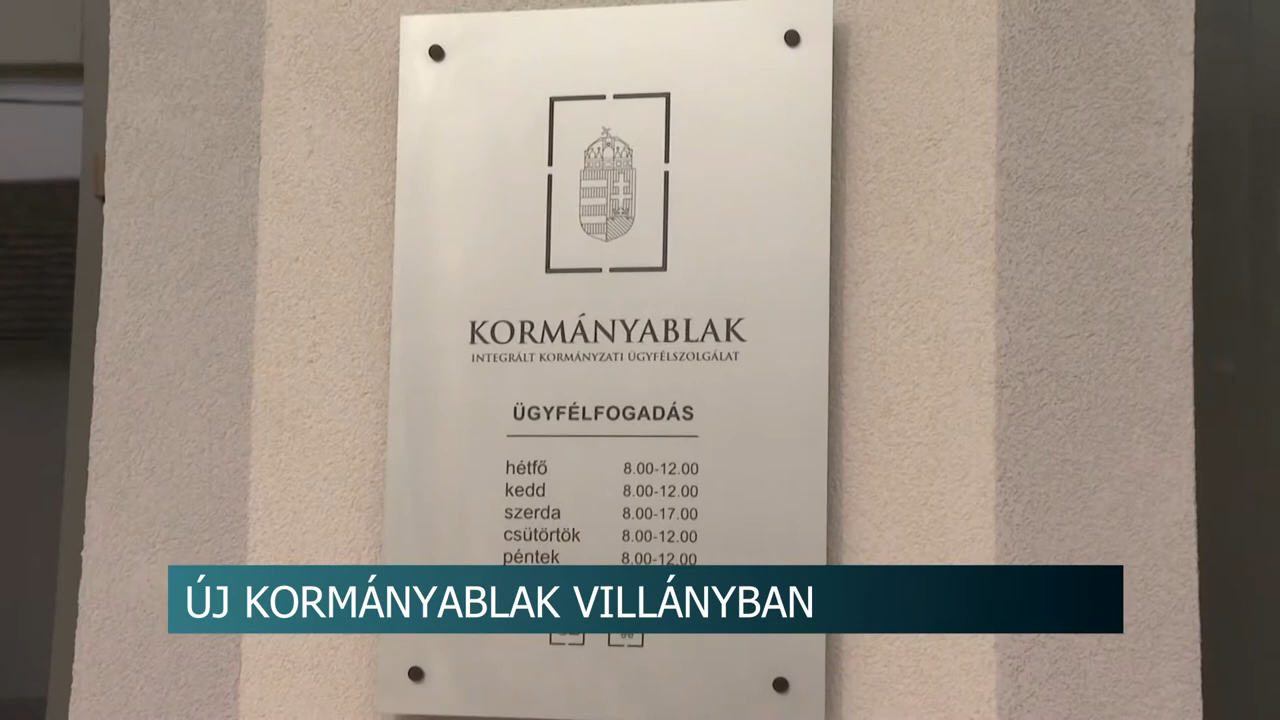 KORMÁNYABLAK
INTEGRÁLT KORMÁNYZATI ÜGYFÉLSZOLGÁLAT
ÜGYFÉLFOGADÁS
hétfő 8.00-12.00
kedd 8.00-12.00
szerda 8.00-17.00
csütörtök 8.00-12.00
péntek 8.00-12.00
ÚJ KORMÁNYABLAK VILLÁNYBAN